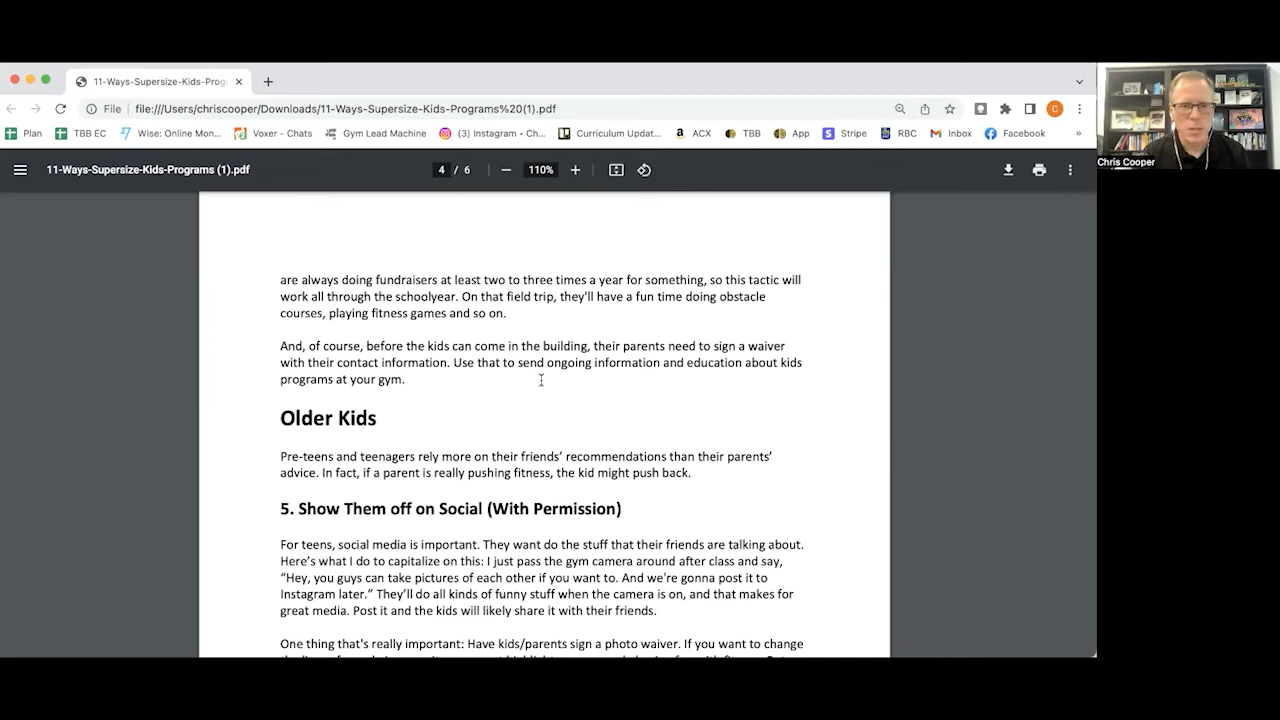 11-Ways-Supersize-Kids-Prog
File file:///Users/chriscooper/Downloads/11-Ways-Supersize-Kids-Programs%20(1).pdf
Plan TBB EC Wise: Online Mon... Voxer - Chats Gym Lead Machine (3) Instagram • Ch... Curriculum Updat... ACX TBB App Stripe RBC Inbox Facebook »
Chris Cooper
11-Ways-Supersize-Kids-Programs (1).pdf 4 / 6 — 110% +
are always doing fundraisers at least two to three times a year for something, so this tactic will
work all through the schoolyear. On that field trip, they'll have a fun time doing obstacle
courses, playing fitness games and so on.
And, of course, before the kids can come in the building, their parents need to sign a waiver
with their contact information. Use that to send ongoing information and education about kids
programs at your gym.
Older Kids
Pre-teens and teenagers rely more on their friends’ recommendations than their parents’
advice. In fact, if a parent is really pushing fitness, the kid might push back.
5. Show Them off on Social (With Permission)
For teens, social media is important. They want do the stuff that their friends are talking about.
Here’s what I do to capitalize on this: I just pass the gym camera around after class and say,
“Hey, you guys can take pictures of each other if you want to. And we're gonna post it to
Instagram later.” They’ll do all kinds of funny stuff when the camera is on, and that makes for
great media. Post it and the kids will likely share it with their friends.
One thing that's really important: Have kids/parents sign a photo waiver. If you want to change